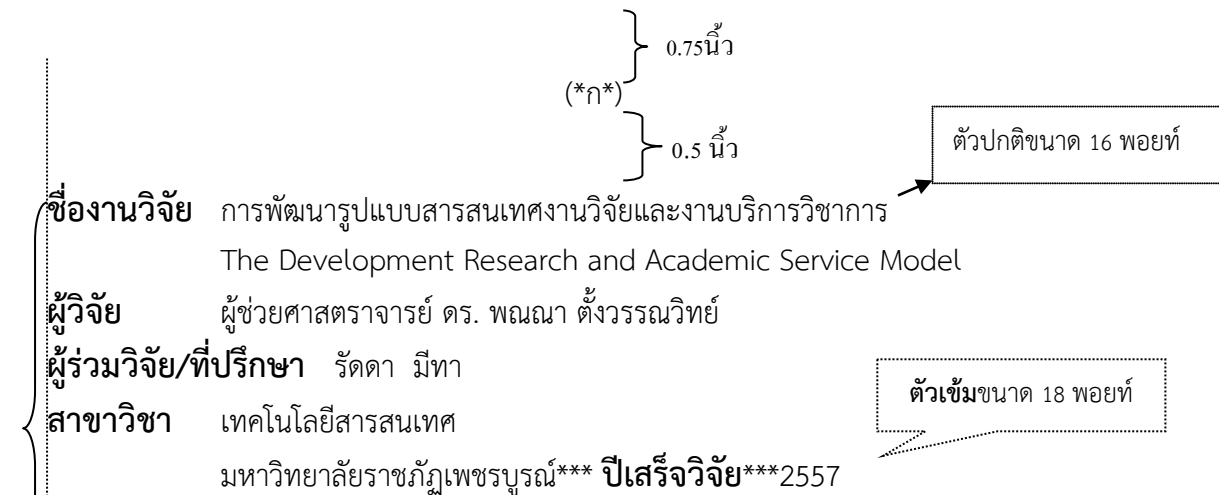 0.75นิ้ว
(*ก*)
0.5 นิ้ว
ตัวปกติขนาด 16 พอยท์
ชื่องานวิจัย การพัฒนารูปแบบสารสนเทศงานวิจัยและงานบริการวิชาการ
The Development Research and Academic Service Model
ผู้วิจัย ผู้ช่วยศาสตราจารย์ ดร. พณณา ตั้งวรรณวิทย์
ผู้ร่วมวิจัย/ที่ปรึกษา รัดดา มีทา
ตัวเข้มขนาด 18 พอยท์
สาขาวิชา เทคโนโลยีสารสนเทศ
มหาวิทยาลัยราชภัฏเพชรบูรณ์*** ปีเสร็จวิจัย***2557